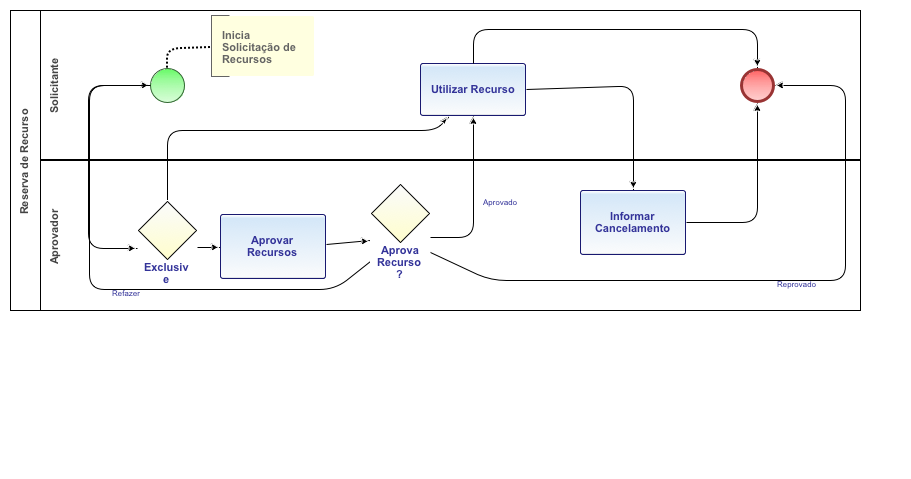 Reserva de Recurso
Solicitante
Inicia
Solicitação de
Recursos
Utilizar Recurso
Aprovador
Exclusiv
e
Aprovar
Recursos
Aprova
Recurso
?
Aprovado
Informar
Cancelamento
Refazer
Reprovado